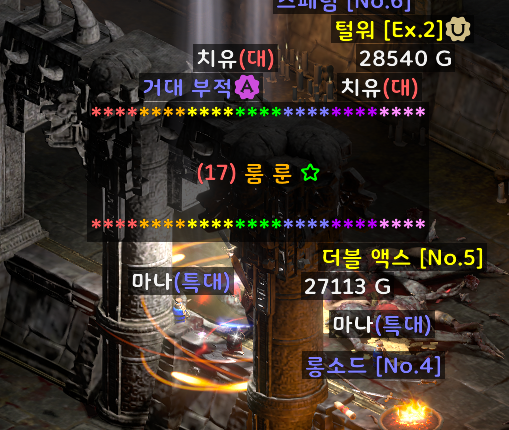 스패텀 [No.6]
털워 [Ex.2] U
치유(대) 28540 G
거대 부적 A 치유(대)
*****************************
(17) 룸 룬 ☆
*****************************
더블 액스 [No.5]
마나(특대) 27113 G
마나(특대)
롱소드 [No.4]